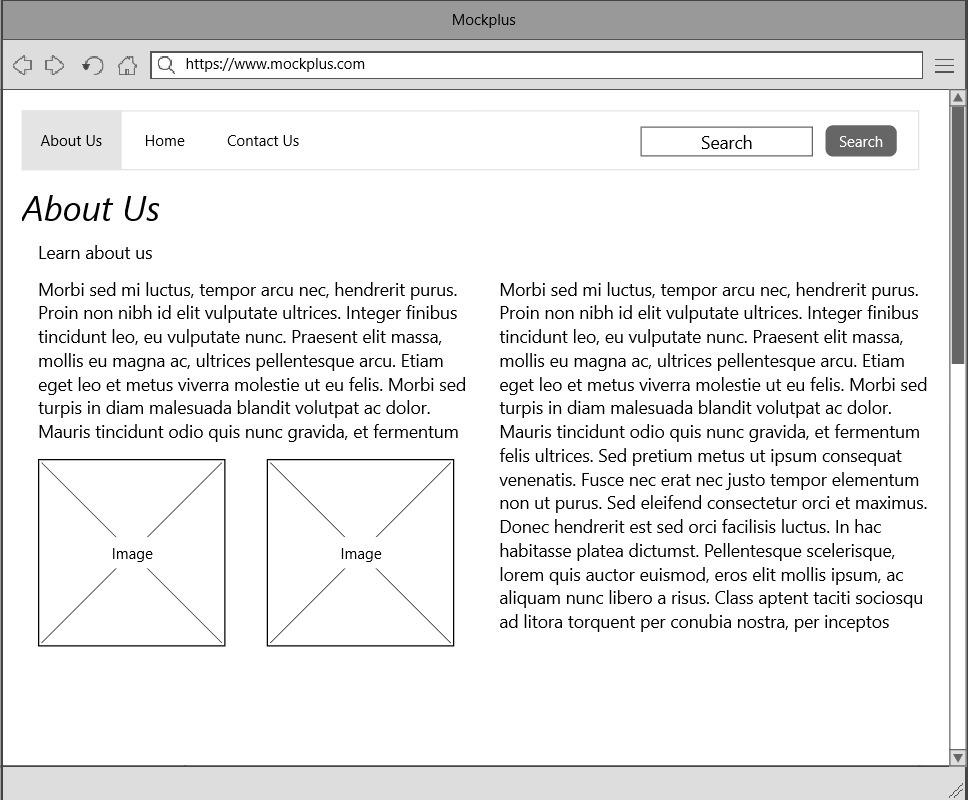 Mockplus
https://www.mockplus.com
About Us Home Contact Us Search Search
About Us
Learn about us
Morbi sed mi luctus, tempor arcu nec, hendrerit purus.
Proin non nibh id elit vulputate ultrices. Integer finibus
tincidunt leo, eu vulputate nunc. Praesent elit massa,
mollis eu magna ac, ultrices pellentesque arcu. Etiam
eget leo et metus viverra molestie ut eu felis. Morbi sed
turpis in diam malesuada blandit volutpat ac dolor.
Mauris tincidunt odio quis nunc gravida, et fermentum
Image Image
Morbi sed mi luctus, tempor arcu nec, hendrerit purus.
Proin non nibh id elit vulputate ultrices. Integer finibus
tincidunt leo, eu vulputate nunc. Praesent elit massa,
mollis eu magna ac, ultrices pellentesque arcu. Etiam
eget leo et metus viverra molestie ut eu felis. Morbi sed
turpis in diam malesuada blandit volutpat ac dolor.
Mauris tincidunt odio quis nunc gravida, et fermentum
felis ultrices. Sed pretium metus ut ipsum consequat
venenatis. Fusce nec erat nec justo tempor elementum
non ut purus. Sed eleifend consectetur orci et maximus.
Donec hendrerit est sed orci facilisis luctus. In hac
habitasse platea dictumst. Pellentesque scelerisque,
lorem quis auctor euismod, eros elit mollis ipsum, ac
aliquam nunc libero a risus. Class aptent taciti sociosqu
ad litora torquent per conubia nostra, per inceptos